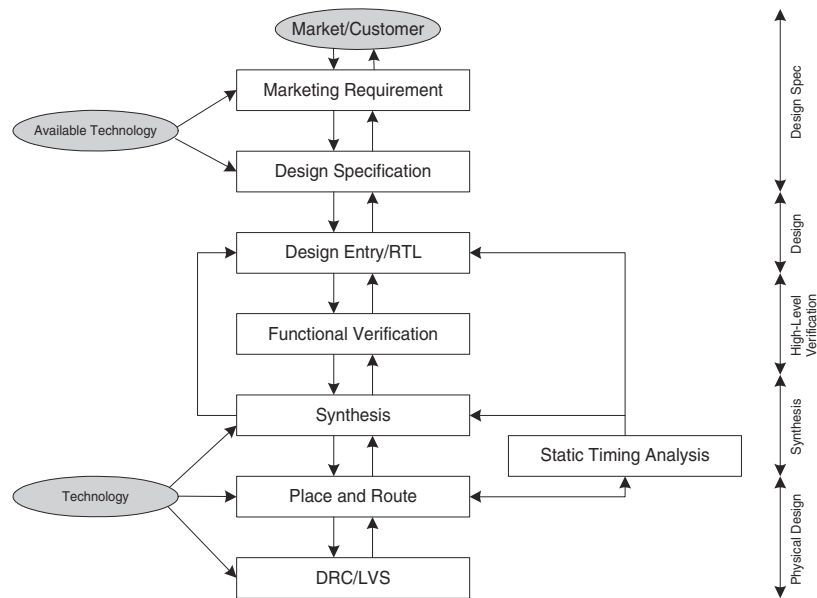 Market/Customer
Marketing Requirement
Available Technology
Design Specification
Design Entry/RTL
Functional Verification
Synthesis
Static Timing Analysis
Technology
Place and Route
DRC/LVS
Design Spec
Design
High-Level
Verification
Synthesis
Physical Design